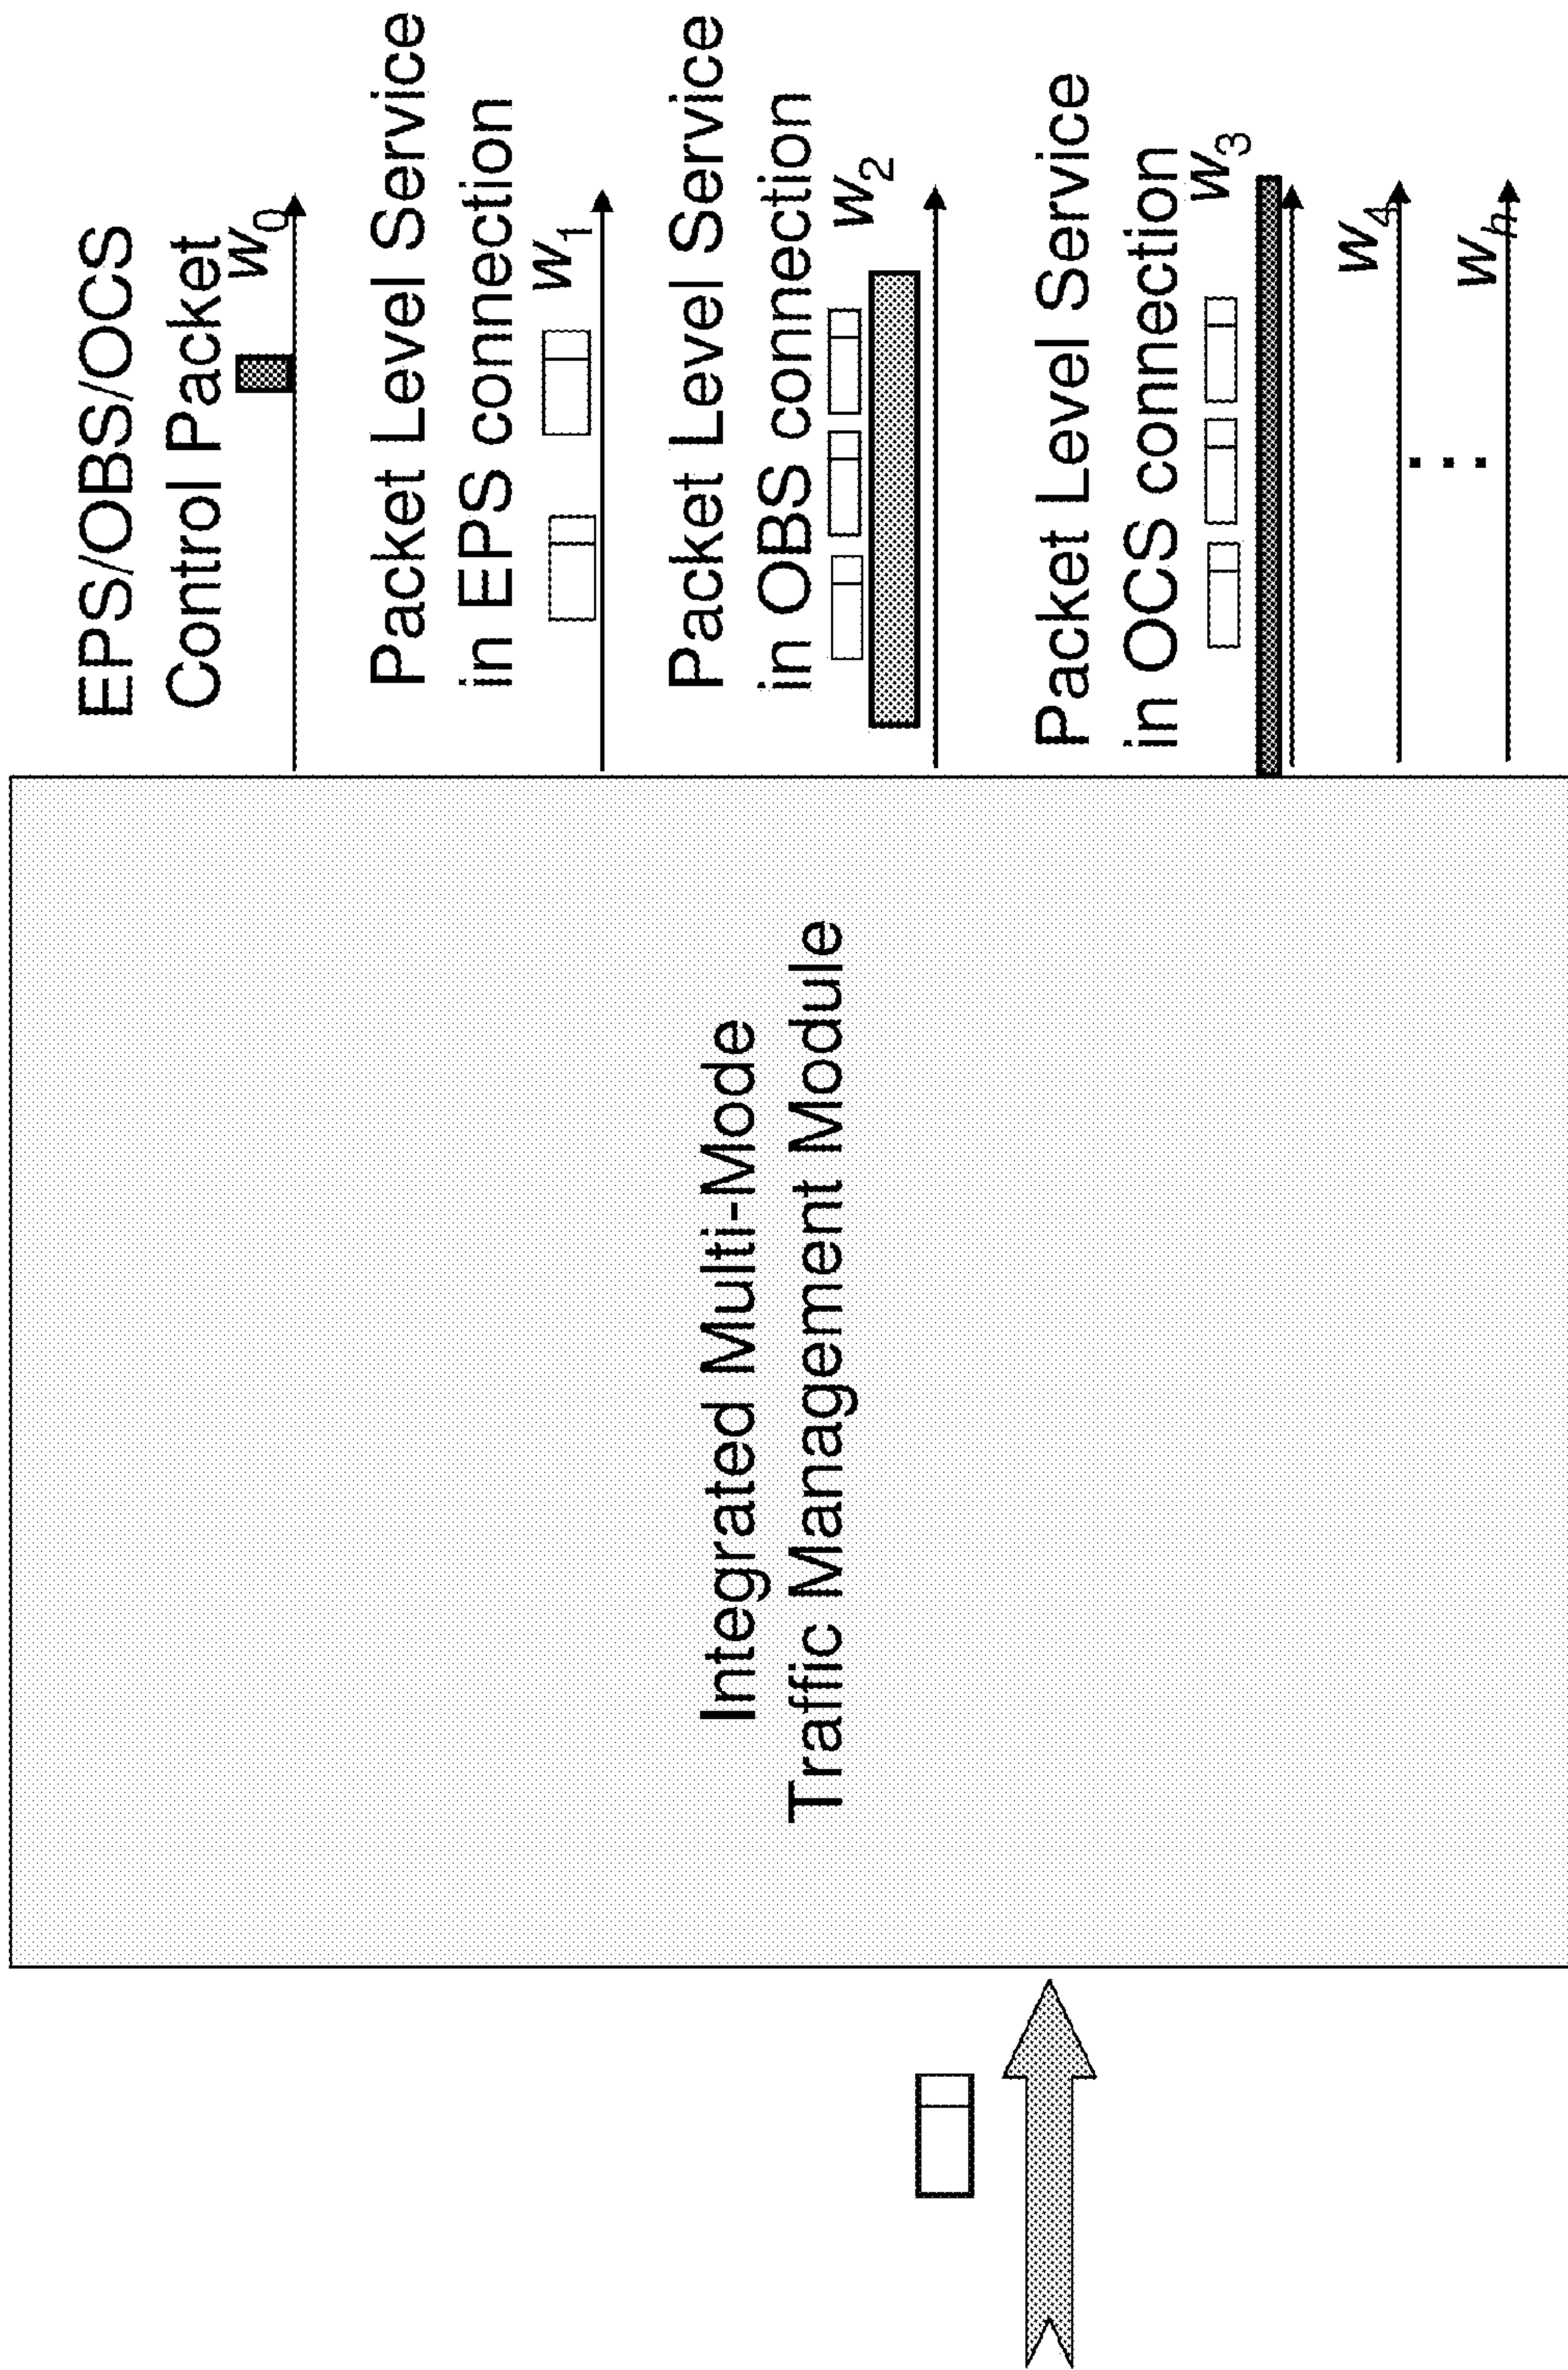 EPS/OBS/OCS
Control Packet
w0
Packet Level Service
in EPS connection
w1
Packet Level Service
in OBS connection
w2
Packet Level Service
in OCS connection
w3
w4
wh
Integrated Multi-Mode
Traffic Management Module